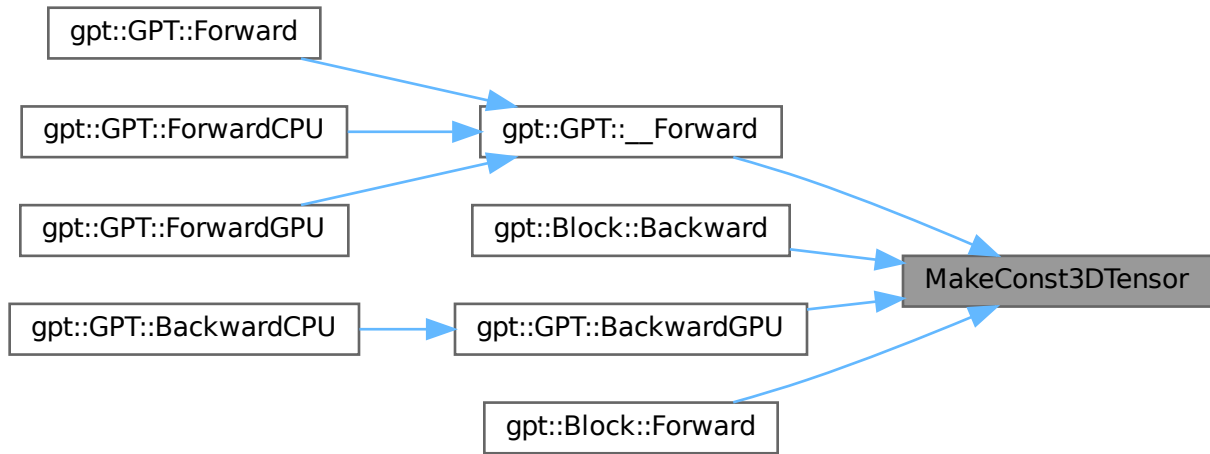 gpt::GPT::Forward
gpt::GPT::ForwardCPU
gpt::GPT::__Forward
gpt::GPT::ForwardGPU
gpt::Block::Backward
MakeConst3DTensor
gpt::GPT::BackwardCPU
gpt::GPT::BackwardGPU
gpt::Block::Forward